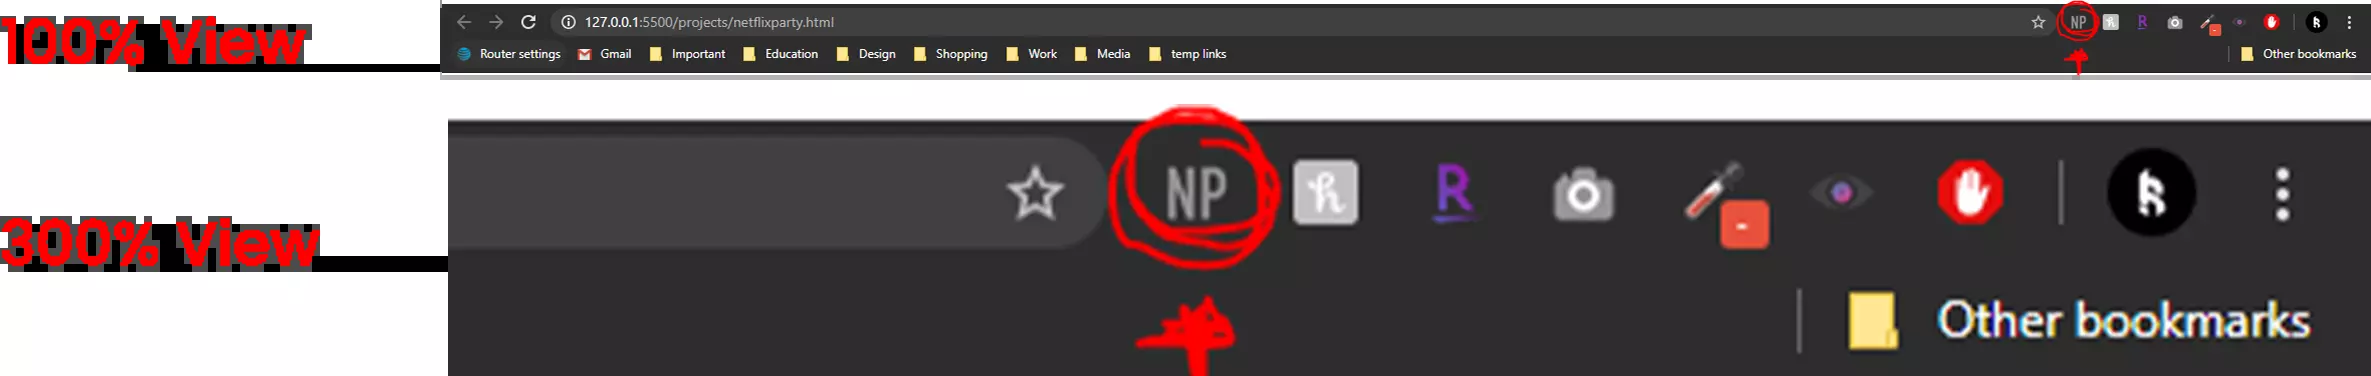 100% View
127.0.0.1:5500/projects/netflixparty.html
NP
R
Router settings Gmail Important Education Design Shopping Work Media temp links Other bookmarks
300% View
NP h R -
Other bookmarks